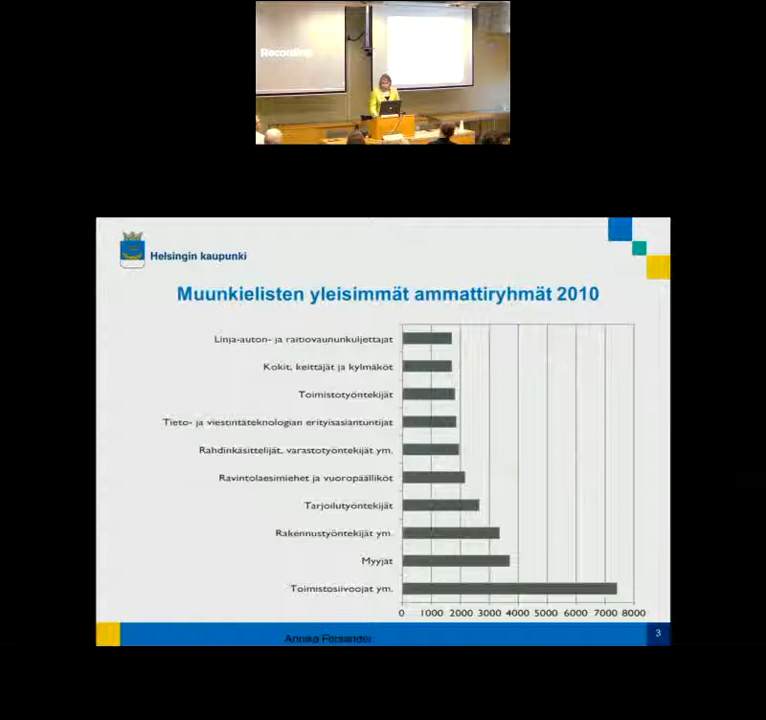 Recording
Helsingin kaupunki
Muunkielisten yleisimmät ammattiryhmät 2010
Linja-auton- ja raitiovaununkuljettajat
Kokit, keittäjät ja kylmäköt
Toimistotyöntekijät
Tieto- ja viestintäteknologian erityisasiantuntijat
Rahdinkäsittelijät, varastotyöntekijät ym.
Ravintolaesimiehet ja vuoropäälliköt
Tarjoilutyöntekijät
Rakennustyöntekijät ym.
Myyjät
Toimistosiivoojat ym.
0 1000 2000 3000 4000 5000 6000 7000 8000
Annika Forsander
3